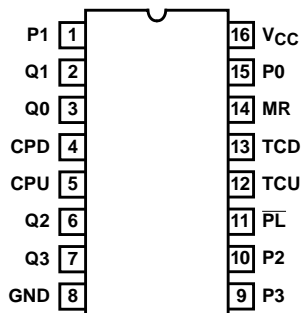 P1 1 16 VCC
Q1 2 15 P0
Q0 3 14 MR
CPD 4 13 TCD
CPU 5 12 TCU
Q2 6 11 P̅L̅
Q3 7 10 P2
GND 8 9 P3